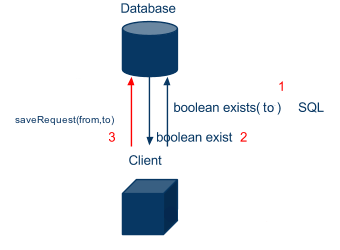 Database
1
boolean exists( to ) SQL
saveRequest(from,to)
3
boolean exist 2
Client